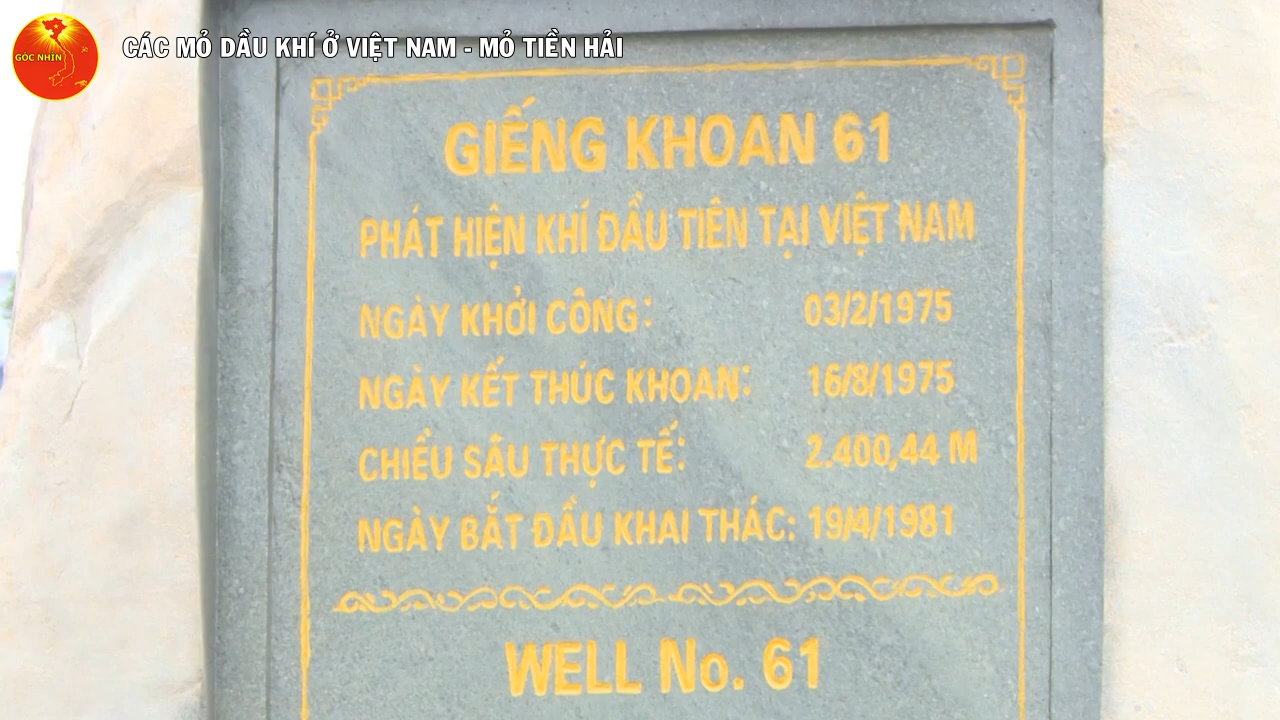 GÓC NHÌN
CÁC MỎ DẦU KHÍ Ở VIỆT NAM - MỎ TIỀN HẢI
GIẾNG KHOAN 61
PHÁT HIỆN KHÍ ĐẦU TIÊN TẠI VIỆT NAM
NGÀY KHỞI CÔNG: 03/2/1975
NGÀY KẾT THÚC KHOAN: 16/8/1975
CHIỀU SÂU THỰC TẾ: 2.400,44 M
NGÀY BẮT ĐẦU KHAI THÁC: 19/4/1981
WELL No. 61